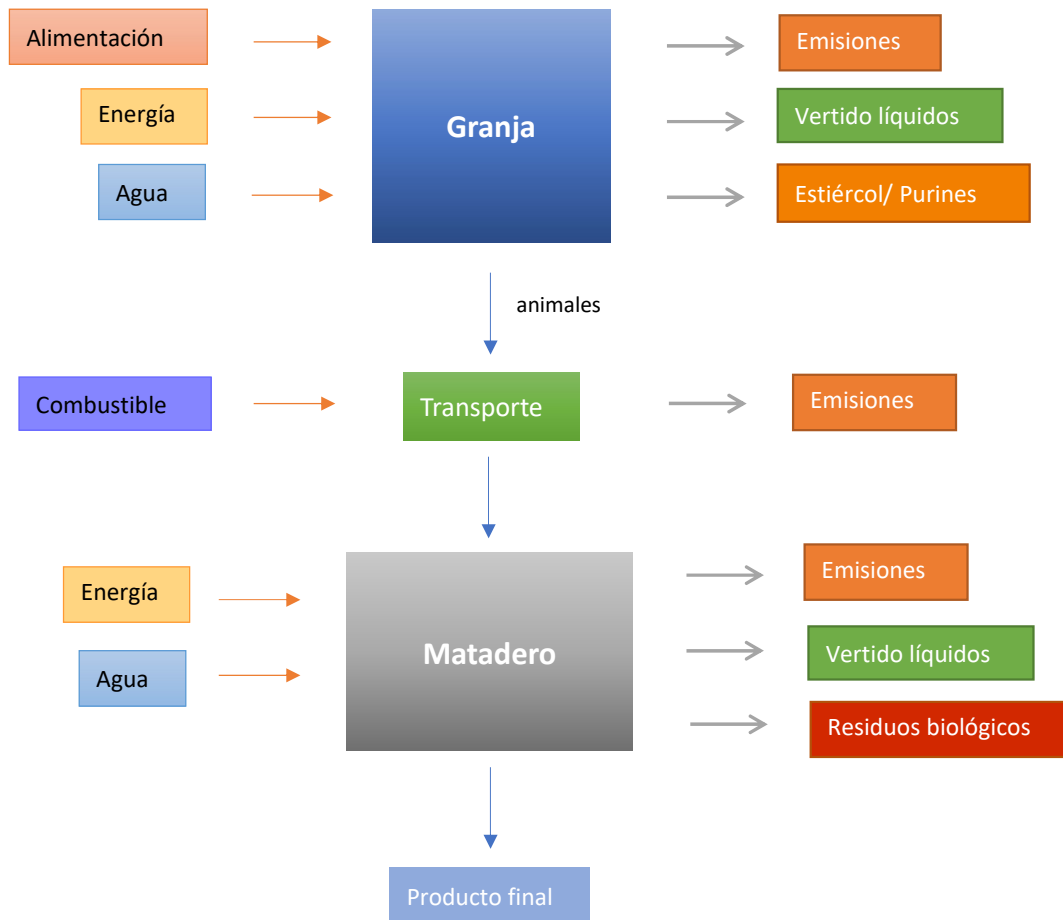 Alimentación
Emisiones
Energía
Granja
Vertido líquidos
Agua
Estiércol/ Purines
animales
Combustible
Transporte
Emisiones
Energía
Emisiones
Matadero
Vertido líquidos
Agua
Residuos biológicos
Producto final